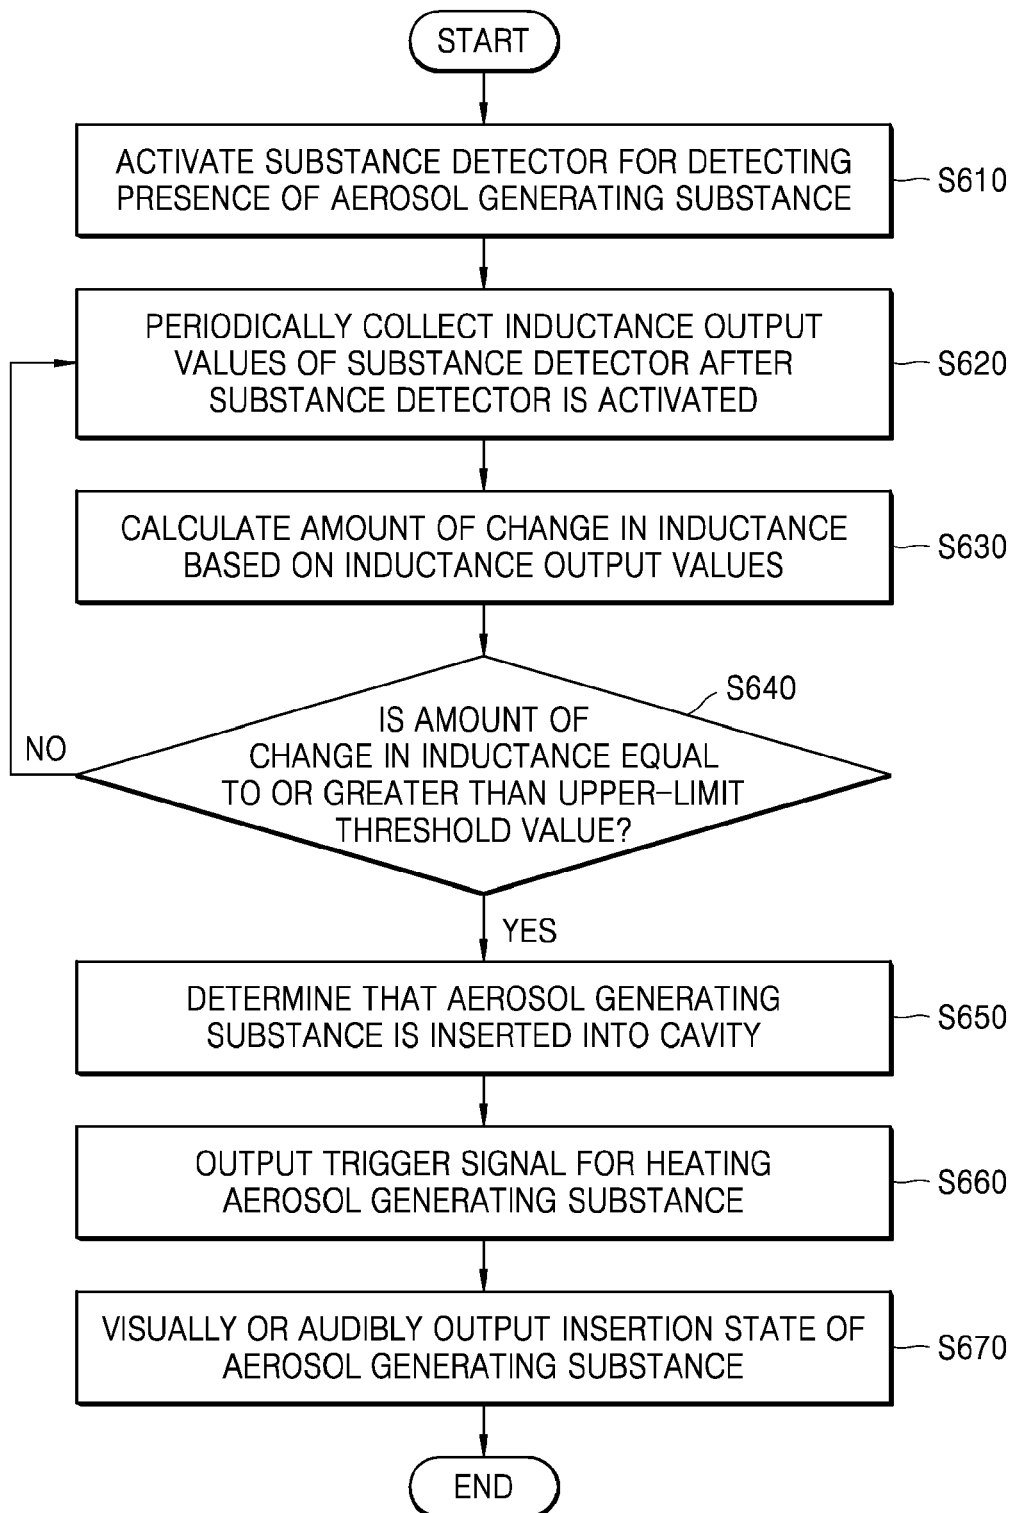 START
ACTIVATE SUBSTANCE DETECTOR FOR DETECTING
PRESENCE OF AEROSOL GENERATING SUBSTANCE
S610
PERIODICALLY COLLECT INDUCTANCE OUTPUT
VALUES OF SUBSTANCE DETECTOR AFTER
SUBSTANCE DETECTOR IS ACTIVATED
S620
CALCULATE AMOUNT OF CHANGE IN INDUCTANCE
BASED ON INDUCTANCE OUTPUT VALUES
S630
S640
IS AMOUNT OF
CHANGE IN INDUCTANCE EQUAL
TO OR GREATER THAN UPPER-LIMIT
THRESHOLD VALUE?
NO
YES
DETERMINE THAT AEROSOL GENERATING
SUBSTANCE IS INSERTED INTO CAVITY
S650
OUTPUT TRIGGER SIGNAL FOR HEATING
AEROSOL GENERATING SUBSTANCE
S660
VISUALLY OR AUDIBLY OUTPUT INSERTION STATE OF
AEROSOL GENERATING SUBSTANCE
S670
END